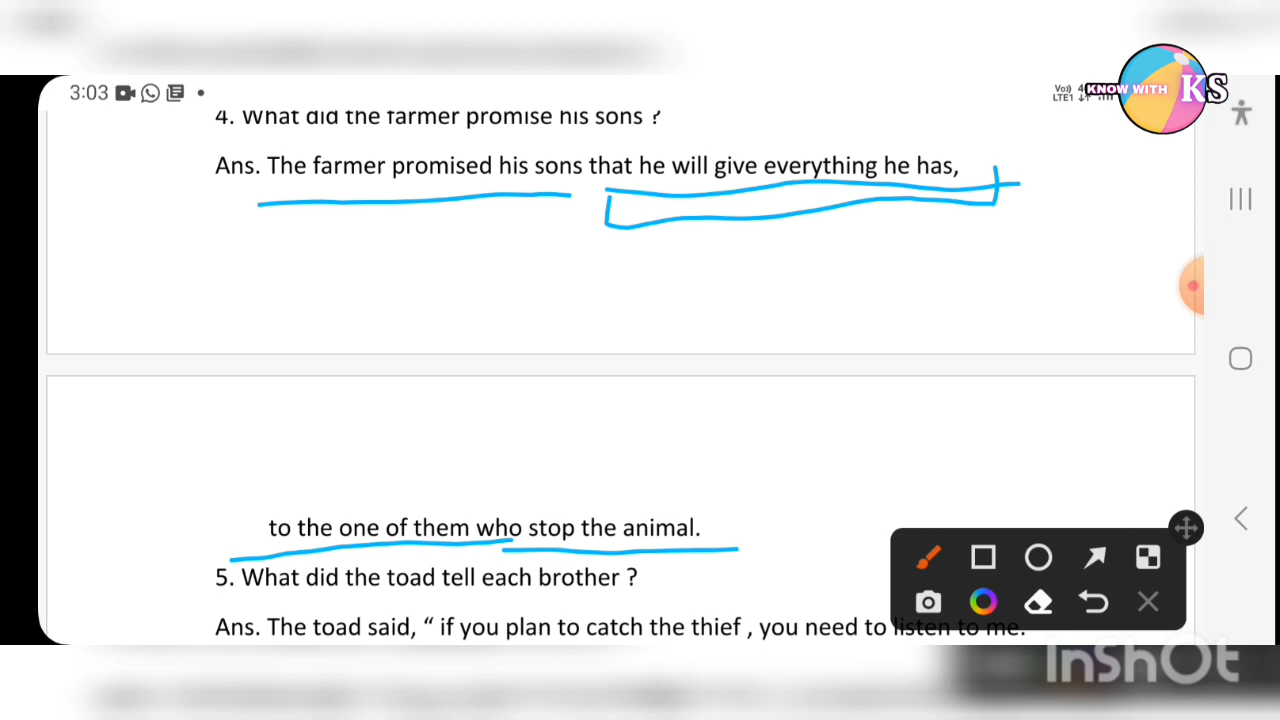 KNOW WITH KS
3:03
Vo) 4
LTE1
4. What did the farmer promise his sons ?
Ans. The farmer promised his sons that he will give everything he has,
to the one of them who stop the animal.
5. What did the toad tell each brother ?
Ans. The toad said, “ if you plan to catch the thief , you need to listen to me.
InShOt